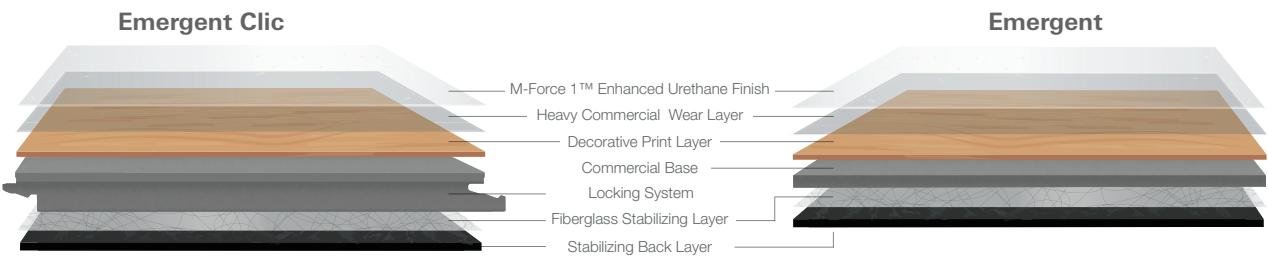 Emergent Clic
Emergent
M-Force 1™ Enhanced Urethane Finish
Heavy Commercial Wear Layer
Decorative Print Layer
Commercial Base
Locking System
Fiberglass Stabilizing Layer
Stabilizing Back Layer